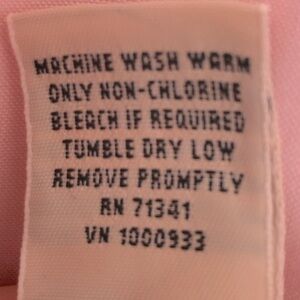 MACHINE WASH WARM
ONLY NON-CHLORINE
BLEACH IF REQUIRED
TUMBLE DRY LOW
REMOVE PROMPTLY
RN 71341
VN 1000933